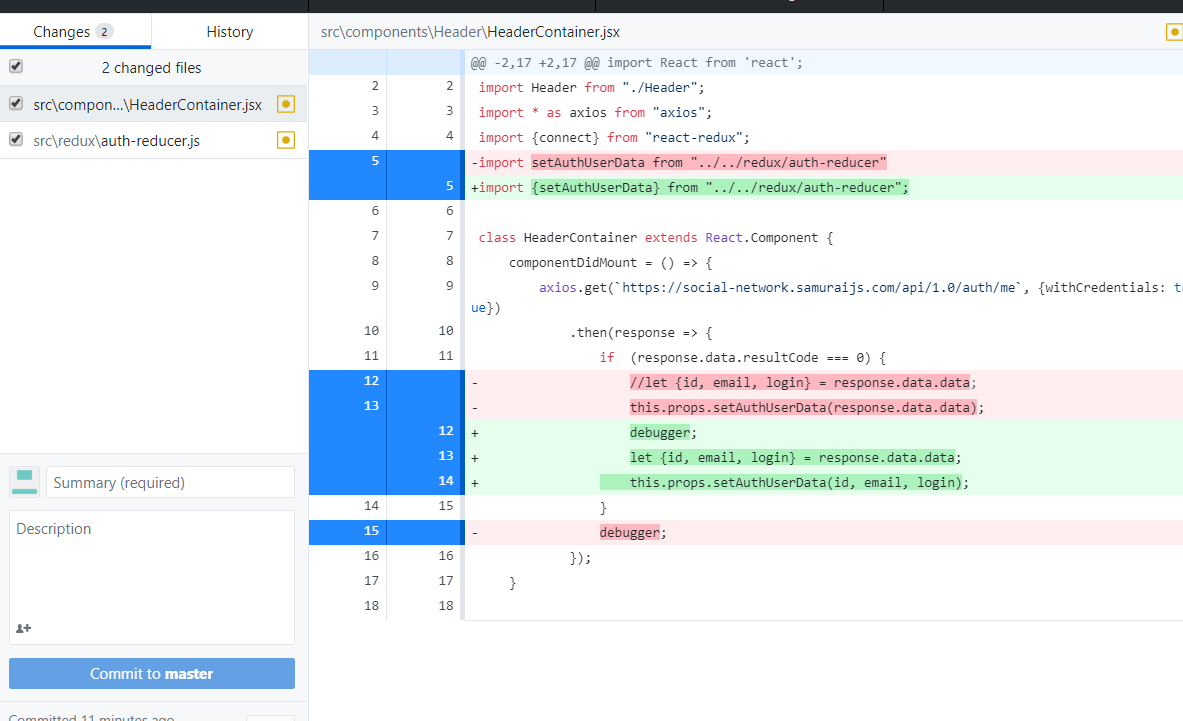 Changes 2
History
2 changed files
src\compon...\HeaderContainer.jsx
src\redux\auth-reducer.js
Summary (required)
Description
Commit to master
Committed 11 minutes ago
src\components\Header\HeaderContainer.jsx
@@ -2,17 +2,17 @@ import React from 'react';
2 2 import Header from "./Header";
3 3 import * as axios from "axios";
4 4 import {connect} from "react-redux";
5 -import setAuthUserData from "../../redux/auth-reducer"
5 +import {setAuthUserData} from "../../redux/auth-reducer";
6 6
7 7 class HeaderContainer extends React.Component {
8 8 componentDidMount = () => {
9 9 axios.get(`https://social-network.samuraijs.com/api/1.0/auth/me`, {withCredentials: tr
ue})
10 10 .then(response => {
11 11 if (response.data.resultCode === 0) {
12 - //let {id, email, login} = response.data.data;
13 - this.props.setAuthUserData(response.data.data);
12 + debugger;
13 + let {id, email, login} = response.data.data;
14 + this.props.setAuthUserData(id, email, login);
14 15 }
15 - debugger;
16 16 });
17 17 }
18 18